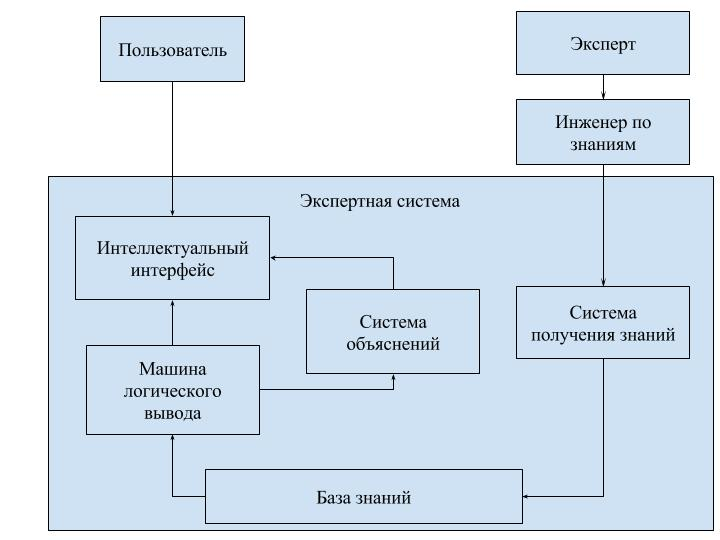 Пользователь
Эксперт
Инженер по
знаниям
Экспертная система
Интеллектуальный
интерфейс
Система
объяснений
Система
получения знаний
Машина
логического
вывода
База знаний